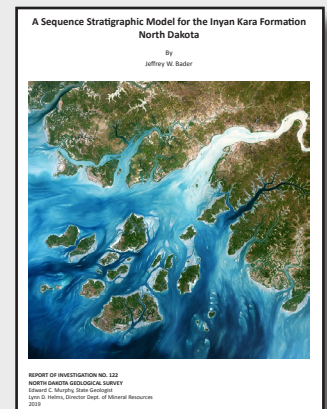 A Sequence Stratigraphic Model for the Inyan Kara Formation
North Dakota
By
Jeffrey W. Bader
REPORT OF INVESTIGATION NO. 122
NORTH DAKOTA GEOLOGICAL SURVEY
Edward C. Murphy, State Geologist
Lynn D. Helms, Director Dept. of Mineral Resources
2019